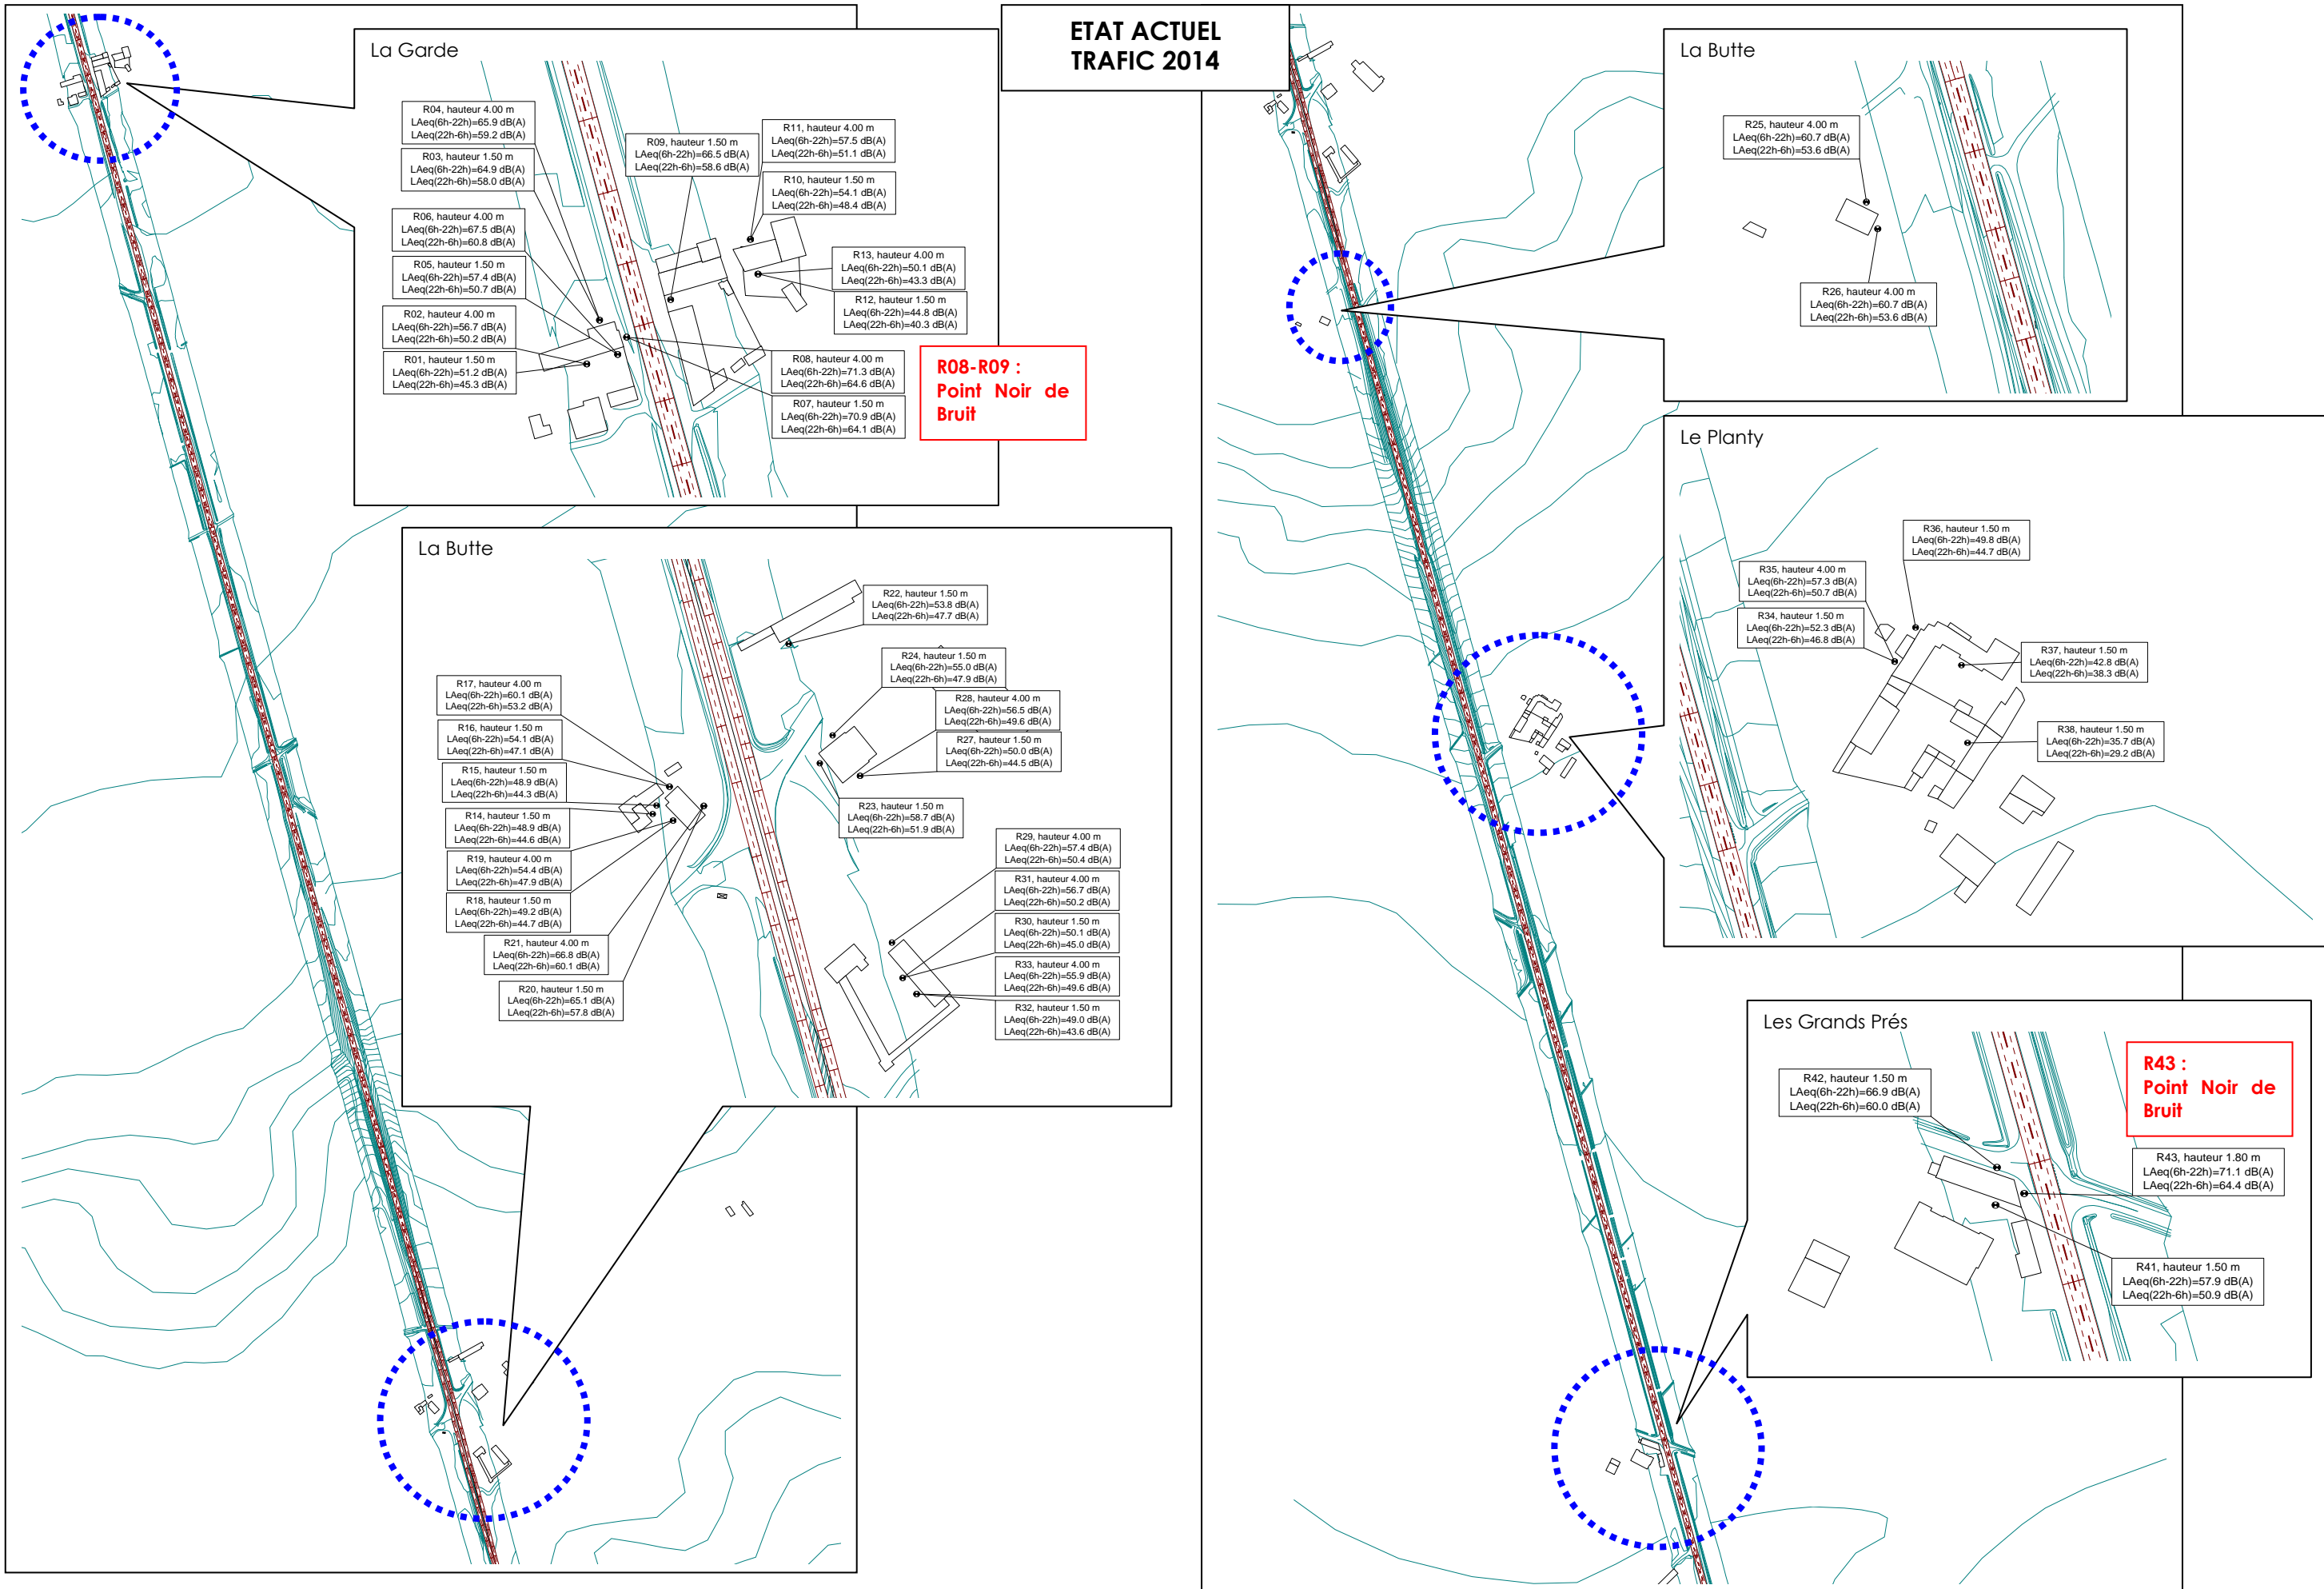 ETAT ACTUEL
TRAFIC 2014
La Garde
R04, hauteur 4.00 m
LAeq(6h-22h)=65.9 dB(A)
LAeq(22h-6h)=59.2 dB(A)
R03, hauteur 1.50 m
LAeq(6h-22h)=64.9 dB(A)
LAeq(22h-6h)=58.0 dB(A)
R06, hauteur 4.00 m
LAeq(6h-22h)=67.5 dB(A)
LAeq(22h-6h)=60.8 dB(A)
R05, hauteur 1.50 m
LAeq(6h-22h)=57.4 dB(A)
LAeq(22h-6h)=50.7 dB(A)
R02, hauteur 4.00 m
LAeq(6h-22h)=56.7 dB(A)
LAeq(22h-6h)=50.2 dB(A)
R01, hauteur 1.50 m
LAeq(6h-22h)=51.2 dB(A)
LAeq(22h-6h)=45.3 dB(A)
R09, hauteur 1.50 m
LAeq(6h-22h)=66.5 dB(A)
LAeq(22h-6h)=58.6 dB(A)
R11, hauteur 4.00 m
LAeq(6h-22h)=57.5 dB(A)
LAeq(22h-6h)=51.1 dB(A)
R10, hauteur 1.50 m
LAeq(6h-22h)=54.1 dB(A)
LAeq(22h-6h)=48.4 dB(A)
R13, hauteur 4.00 m
LAeq(6h-22h)=50.1 dB(A)
LAeq(22h-6h)=43.3 dB(A)
R12, hauteur 1.50 m
LAeq(6h-22h)=44.8 dB(A)
LAeq(22h-6h)=40.3 dB(A)
R08, hauteur 4.00 m
LAeq(6h-22h)=71.3 dB(A)
LAeq(22h-6h)=64.6 dB(A)
R07, hauteur 1.50 m
LAeq(6h-22h)=70.9 dB(A)
LAeq(22h-6h)=64.1 dB(A)
R08-R09 :
Point Noir de
Bruit
La Butte
R22, hauteur 1.50 m
LAeq(6h-22h)=53.8 dB(A)
LAeq(22h-6h)=47.7 dB(A)
R24, hauteur 1.50 m
LAeq(6h-22h)=55.0 dB(A)
LAeq(22h-6h)=47.9 dB(A)
R28, hauteur 4.00 m
LAeq(6h-22h)=56.5 dB(A)
LAeq(22h-6h)=49.6 dB(A)
R27, hauteur 1.50 m
LAeq(6h-22h)=50.0 dB(A)
LAeq(22h-6h)=44.5 dB(A)
R23, hauteur 1.50 m
LAeq(6h-22h)=58.7 dB(A)
LAeq(22h-6h)=51.9 dB(A)
R17, hauteur 4.00 m
LAeq(6h-22h)=60.1 dB(A)
LAeq(22h-6h)=53.2 dB(A)
R16, hauteur 1.50 m
LAeq(6h-22h)=54.1 dB(A)
LAeq(22h-6h)=47.1 dB(A)
R15, hauteur 1.50 m
LAeq(6h-22h)=48.9 dB(A)
LAeq(22h-6h)=44.3 dB(A)
R14, hauteur 1.50 m
LAeq(6h-22h)=48.9 dB(A)
LAeq(22h-6h)=44.6 dB(A)
R19, hauteur 4.00 m
LAeq(6h-22h)=54.4 dB(A)
LAeq(22h-6h)=47.9 dB(A)
R18, hauteur 1.50 m
LAeq(6h-22h)=49.2 dB(A)
LAeq(22h-6h)=44.7 dB(A)
R21, hauteur 4.00 m
LAeq(6h-22h)=66.8 dB(A)
LAeq(22h-6h)=60.1 dB(A)
R20, hauteur 1.50 m
LAeq(6h-22h)=65.1 dB(A)
LAeq(22h-6h)=57.8 dB(A)
R29, hauteur 4.00 m
LAeq(6h-22h)=57.4 dB(A)
LAeq(22h-6h)=50.4 dB(A)
R31, hauteur 4.00 m
LAeq(6h-22h)=56.7 dB(A)
LAeq(22h-6h)=50.2 dB(A)
R30, hauteur 1.50 m
LAeq(6h-22h)=50.1 dB(A)
LAeq(22h-6h)=45.0 dB(A)
R33, hauteur 4.00 m
LAeq(6h-22h)=55.9 dB(A)
LAeq(22h-6h)=49.6 dB(A)
R32, hauteur 1.50 m
LAeq(6h-22h)=49.0 dB(A)
LAeq(22h-6h)=43.6 dB(A)
La Butte
R25, hauteur 4.00 m
LAeq(6h-22h)=60.7 dB(A)
LAeq(22h-6h)=53.6 dB(A)
R26, hauteur 4.00 m
LAeq(6h-22h)=60.7 dB(A)
LAeq(22h-6h)=53.6 dB(A)
Le Planty
R36, hauteur 1.50 m
LAeq(6h-22h)=49.8 dB(A)
LAeq(22h-6h)=44.7 dB(A)
R35, hauteur 4.00 m
LAeq(6h-22h)=57.3 dB(A)
LAeq(22h-6h)=50.7 dB(A)
R34, hauteur 1.50 m
LAeq(6h-22h)=52.3 dB(A)
LAeq(22h-6h)=46.8 dB(A)
R37, hauteur 1.50 m
LAeq(6h-22h)=42.8 dB(A)
LAeq(22h-6h)=38.3 dB(A)
R38, hauteur 1.50 m
LAeq(6h-22h)=35.7 dB(A)
LAeq(22h-6h)=29.2 dB(A)
Les Grands Prés
R42, hauteur 1.50 m
LAeq(6h-22h)=66.9 dB(A)
LAeq(22h-6h)=60.0 dB(A)
R43 :
Point Noir de
Bruit
R43, hauteur 1.80 m
LAeq(6h-22h)=71.1 dB(A)
LAeq(22h-6h)=64.4 dB(A)
R41, hauteur 1.50 m
LAeq(6h-22h)=57.9 dB(A)
LAeq(22h-6h)=50.9 dB(A)